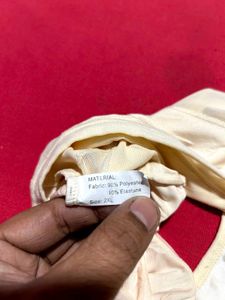 MATERIAL
Fabric: 90% Polyester
10% Elastane
Size: 2XL